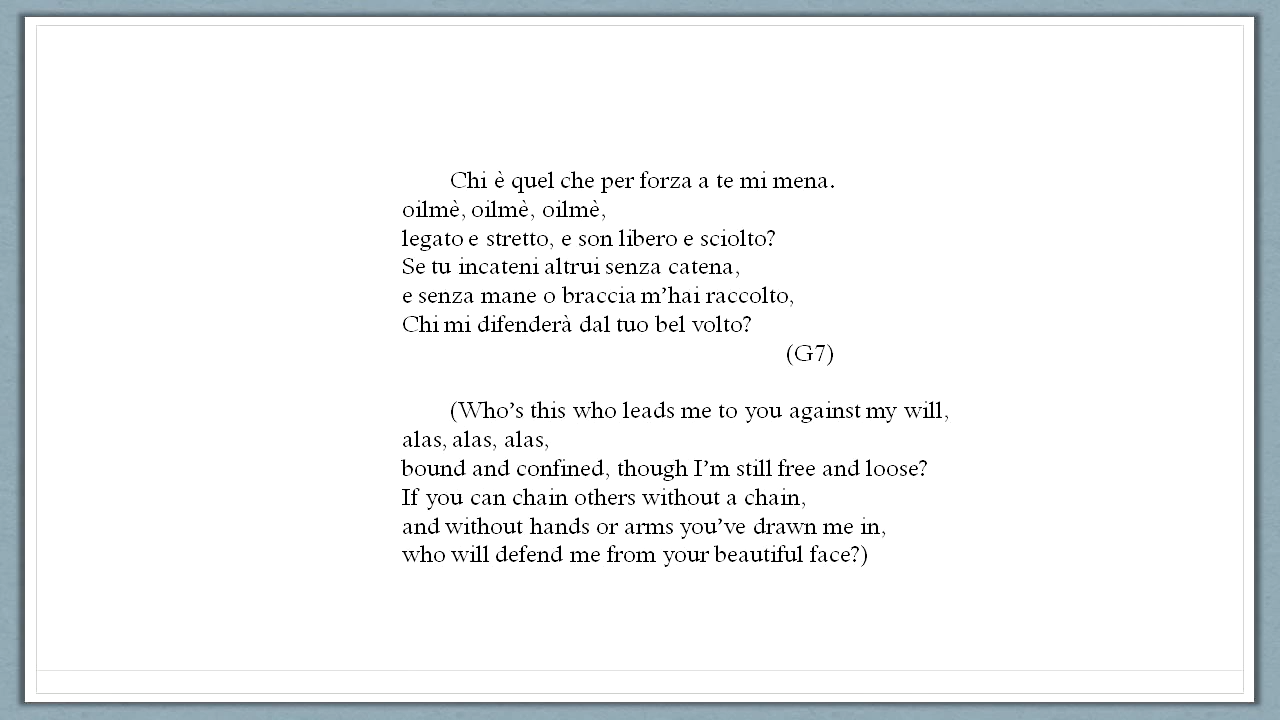 Chi è quel che per forza a te mi mena.
oilmè, oilmè, oilmè,
legato e stretto, e son libero e sciolto?
Se tu incateni altrui senza catena,
e senza mane o braccia m’hai raccolto,
Chi mi difenderà dal tuo bel volto?
(G7)
(Who’s this who leads me to you against my will,
alas, alas, alas,
bound and confined, though I’m still free and loose?
If you can chain others without a chain,
and without hands or arms you’ve drawn me in,
who will defend me from your beautiful face?)